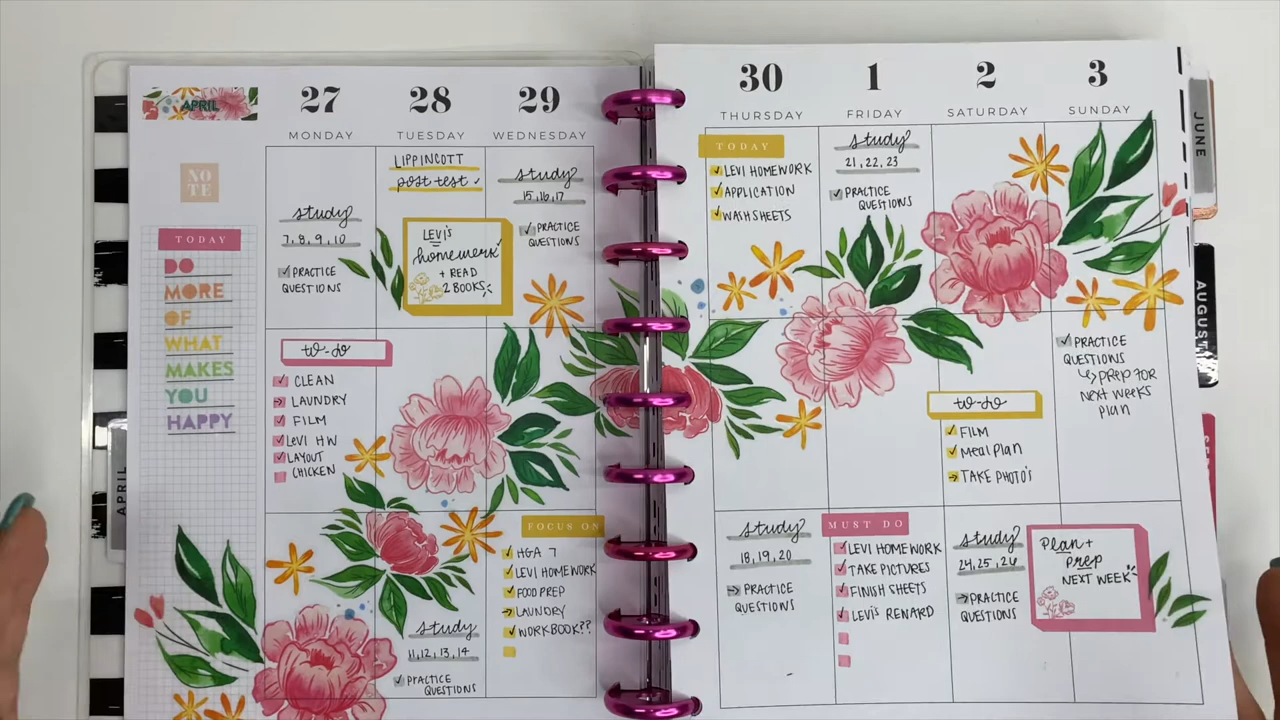 APRIL
27
MONDAY
28
TUESDAY
29
WEDNESDAY
30
THURSDAY
1
FRIDAY
2
SATURDAY
3
SUNDAY
NO
TE
TODAY
DO
MORE
OF
WHAT
MAKES
YOU
HAPPY
study
7, 8, 9, 10
PRACTICE
QUESTIONS
to-do
CLEAN
LAUNDRY
FILM
LEVI HW
LAYOUT
CHICKEN
LIPPINCOTT
post test
LEVI's
homework
+ READ
2 BOOKS
study
11, 12, 13, 14
PRACTICE
QUESTIONS
study
15, 16, 17
PRACTICE
QUESTIONS
FOCUS ON
HGA 7
LEVI HOMEWORK
FOOD PREP
LAUNDRY
WORKBOOK??
TODAY
LEVI HOMEWORK
APPLICATION
WASH SHEETS
study
18, 19, 20
PRACTICE
QUESTIONS
study
21, 22, 23
PRACTICE
QUESTIONS
MUST DO
LEVI HOMEWORK
TAKE PICTURES
FINISH SHEETS
LEVI'S REWARD
to-do
FILM
Meal plan
TAKE PHOTO'S
study
24, 25, 26
PRACTICE
QUESTIONS
PRACTICE
QUESTIONS
PREP FOR
NEXT WEEKS
plan
Plan +
prep
NEXT WEEK
APRIL
JUNE
AUGUST